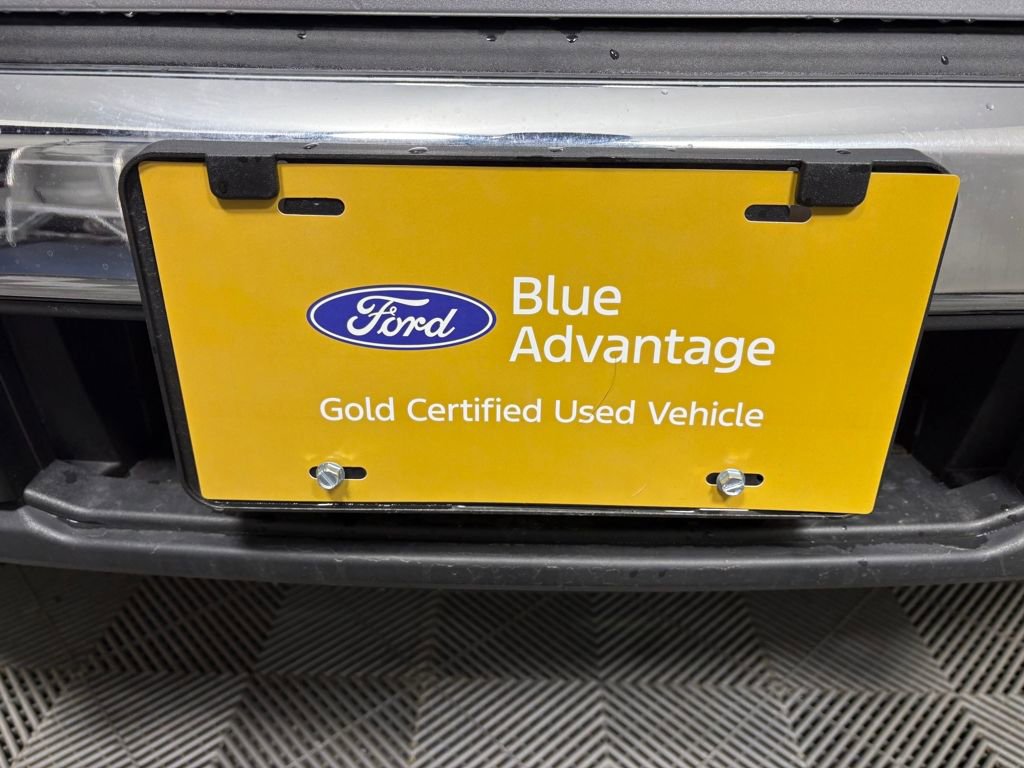 Ford
Blue
Advantage
Gold Certified Used Vehicle